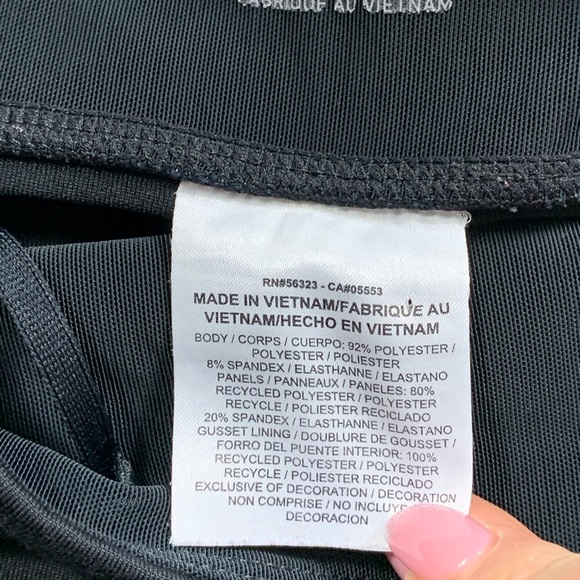 FABRIQUE AU VIETNAM
RN#56323 - CA#05553
MADE IN VIETNAM/FABRIQUE AU
VIETNAM/HECHO EN VIETNAM
BODY / CORPS / CUERPO: 92% POLYESTER /
POLYESTER / POLIESTER
8% SPANDEX / ELASTHANNE / ELASTANO
PANELS / PANNEAUX / PANELES: 80%
RECYCLED POLYESTER / POLYESTER
RECYCLE / POLIESTER RECICLADO
20% SPANDEX / ELASTHANNE / ELASTANO
GUSSET LINING / DOUBLURE DE GOUSSET /
FORRO DEL PUENTE INTERIOR: 100%
RECYCLED POLYESTER / POLYESTER
RECYCLE / POLIESTER RECICLADO
EXCLUSIVE OF DECORATION / DECORATION
NON COMPRISE / NO INCLUYE
DECORACION